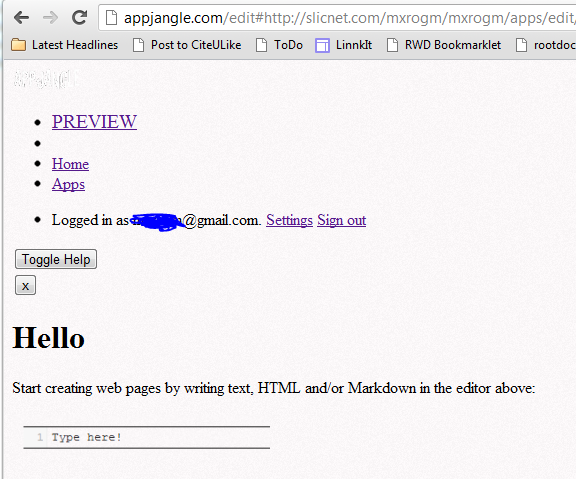 appjangle.com/edit#http://slicnet.com/mxrogm/mxrogm/apps/edit/
Latest Headlines Post to CiteULike ToDo LinnkIt RWD Bookmarklet rootdoc
PREVIEW
Home
Apps
Logged in as @gmail.com. Settings Sign out
Toggle Help
x
Hello
Start creating web pages by writing text, HTML and/or Markdown in the editor above:
1 Type here!